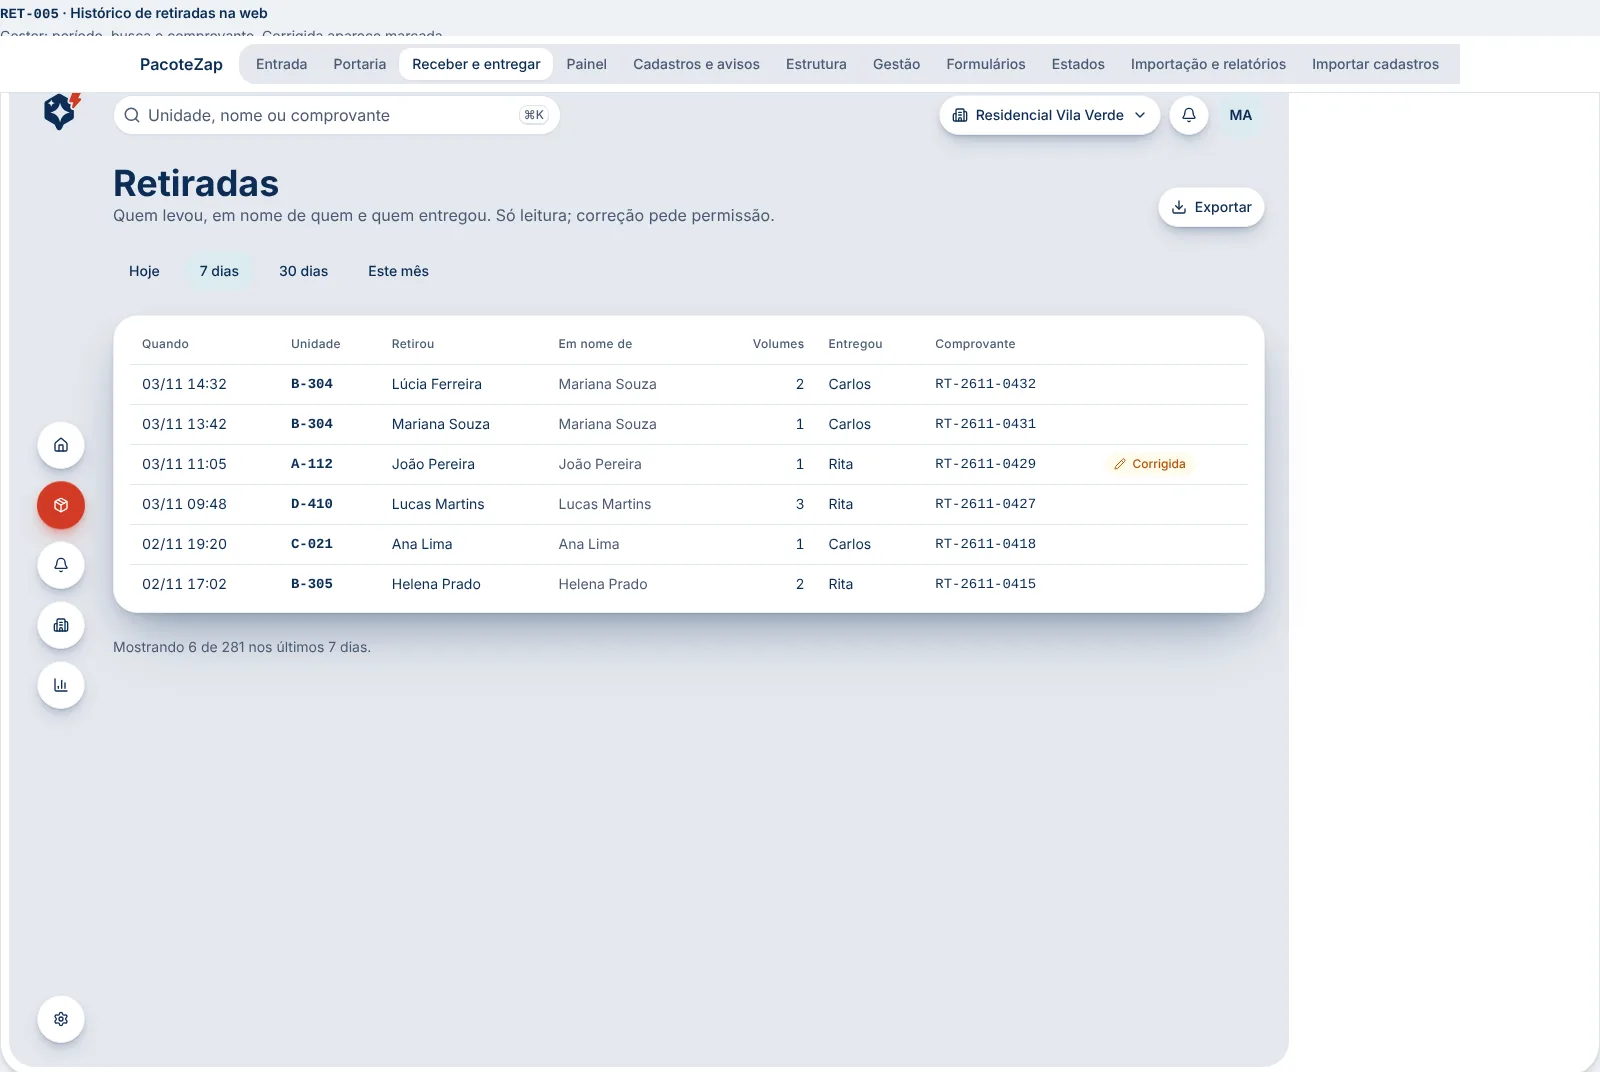 RET-005 · Histórico de retiradas na web
Gestor: período, busca e comprovante. Corrigida aparece marcada.
PacoteZap Entrada Portaria Receber e entregar Painel Cadastros e avisos Estrutura Gestão Formulários Estados Importação e relatórios Importar cadastros
Unidade, nome ou comprovante ⌘K Residencial Vila Verde MA
Retiradas
Quem levou, em nome de quem e quem entregou. Só leitura; correção pede permissão.
Exportar
Hoje 7 dias 30 dias Este mês
Quando Unidade Retirou Em nome de Volumes Entregou Comprovante
03/11 14:32 B-304 Lúcia Ferreira Mariana Souza 2 Carlos RT-2611-0432
03/11 13:42 B-304 Mariana Souza Mariana Souza 1 Carlos RT-2611-0431
03/11 11:05 A-112 João Pereira João Pereira 1 Rita RT-2611-0429 Corrigida
03/11 09:48 D-410 Lucas Martins Lucas Martins 3 Rita RT-2611-0427
02/11 19:20 C-021 Ana Lima Ana Lima 1 Carlos RT-2611-0418
02/11 17:02 B-305 Helena Prado Helena Prado 2 Rita RT-2611-0415
Mostrando 6 de 281 nos últimos 7 dias.